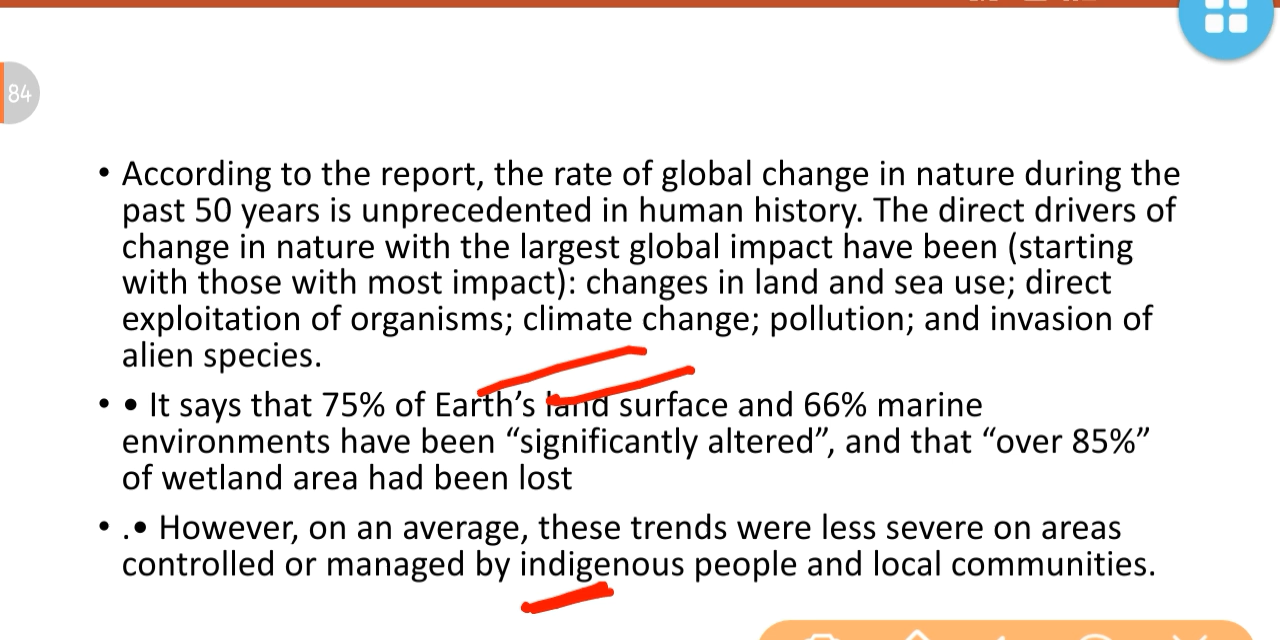 84
• According to the report, the rate of global change in nature during the
past 50 years is unprecedented in human history. The direct drivers of
change in nature with the largest global impact have been (starting
with those with most impact): changes in land and sea use; direct
exploitation of organisms; climate change; pollution; and invasion of
alien species.
• • It says that 75% of Earth’s land surface and 66% marine
environments have been “significantly altered”, and that “over 85%”
of wetland area had been lost
• .• However, on an average, these trends were less severe on areas
controlled or managed by indigenous people and local communities.